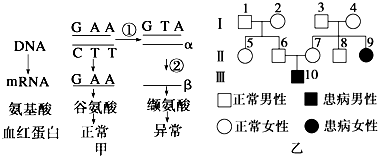 DNA
mRNA
氨基酸
血红蛋白
G A A
C T T
G A A
谷氨酸
正常
甲
①
G T A
α
②
β
缬氨酸
异常
Ⅰ
Ⅱ
Ⅲ
1
2
3
4
5
6
7
8
9
10
正常男性
患病男性
正常女性
患病女性
乙